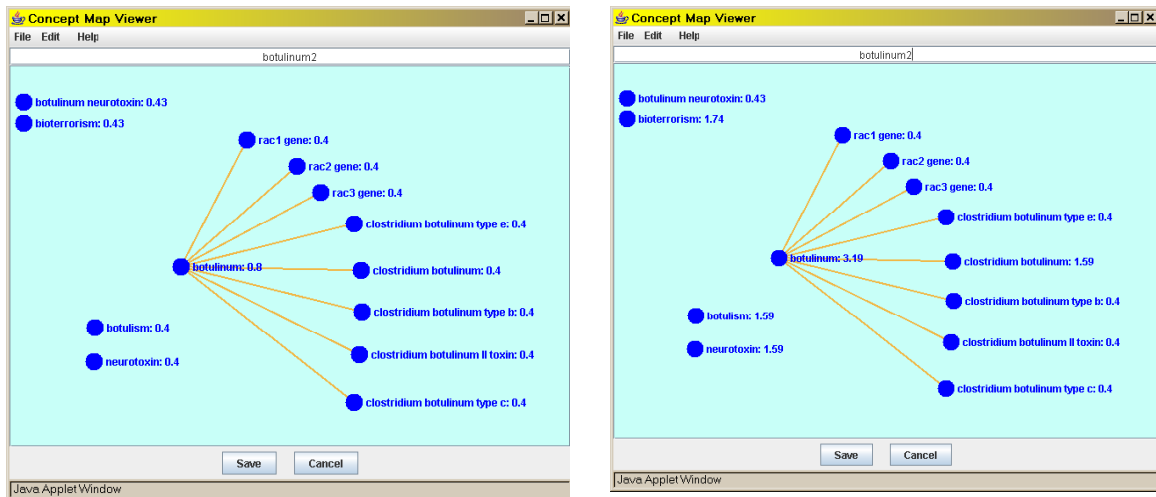 Concept Map Viewer
File Edit Help
botulinum2
botulinum neurotoxin: 0.43
bioterrorism: 0.43
rac1 gene: 0.4
rac2 gene: 0.4
rac3 gene: 0.4
clostridium botulinum type e: 0.4
botulinum: 0.8
clostridium botulinum: 0.4
clostridium botulinum type b: 0.4
botulism: 0.4
clostridium botulinum II toxin: 0.4
neurotoxin: 0.4
clostridium botulinum type c: 0.4
Save Cancel
Java Applet Window
Concept Map Viewer
File Edit Help
botulinum2
botulinum neurotoxin: 0.43
bioterrorism: 1.74
rac1 gene: 0.4
rac2 gene: 0.4
rac3 gene: 0.4
clostridium botulinum type e: 0.4
botulinum: 3.19
clostridium botulinum: 1.59
clostridium botulinum type b: 0.4
botulism: 1.59
clostridium botulinum II toxin: 0.4
neurotoxin: 1.59
clostridium botulinum type c: 0.4
Save Cancel
Java Applet Window